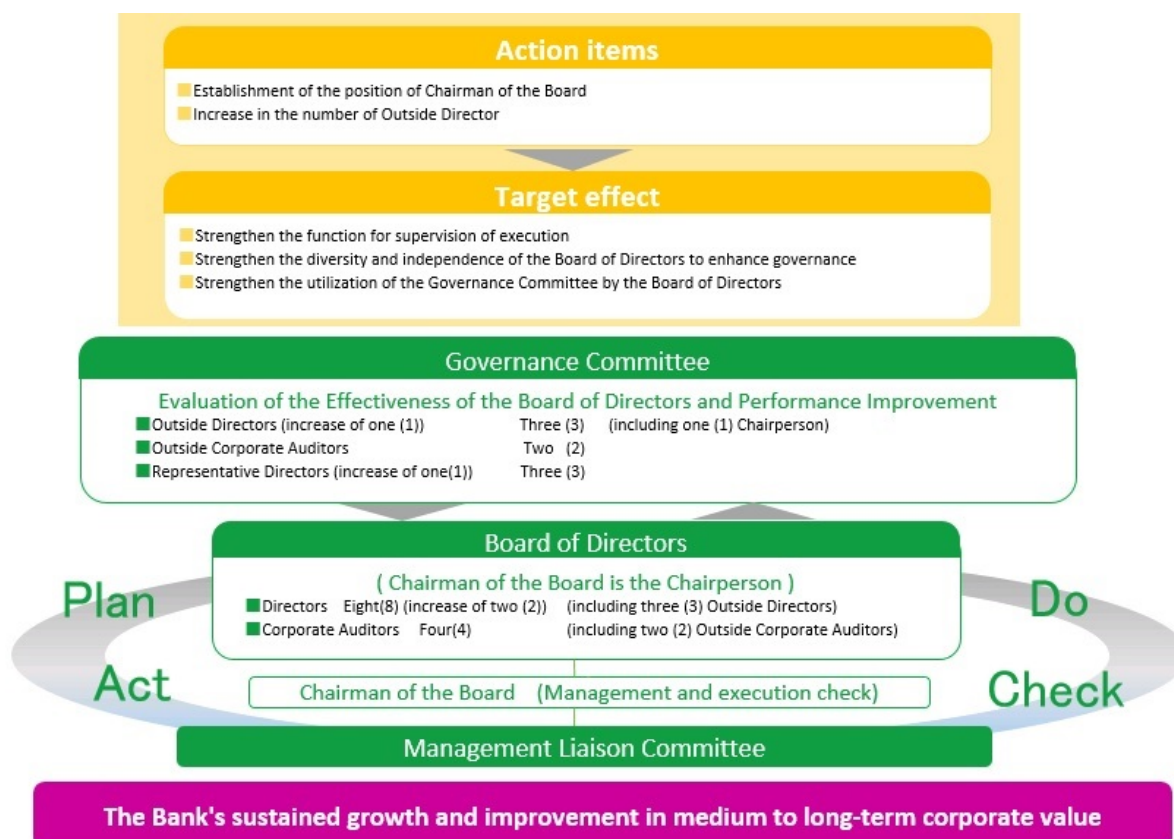 Action items
Establishment of the position of Chairman of the Board
Increase in the number of Outside Director
Target effect
Strengthen the function for supervision of execution
Strengthen the diversity and independence of the Board of Directors to enhance governance
Strengthen the utilization of the Governance Committee by the Board of Directors
Governance Committee
Evaluation of the Effectiveness of the Board of Directors and Performance Improvement
Outside Directors (increase of one (1)) Three (3) (including one (1) Chairperson)
Outside Corporate Auditors Two (2)
Representative Directors (increase of one(1)) Three (3)
Board of Directors
( Chairman of the Board is the Chairperson )
Directors Eight(8) (increase of two (2)) (including three (3) Outside Directors)
Corporate Auditors Four(4) (including two (2) Outside Corporate Auditors)
Plan
Do
Act
Check
Chairman of the Board (Management and execution check)
Management Liaison Committee
The Bank's sustained growth and improvement in medium to long-term corporate value